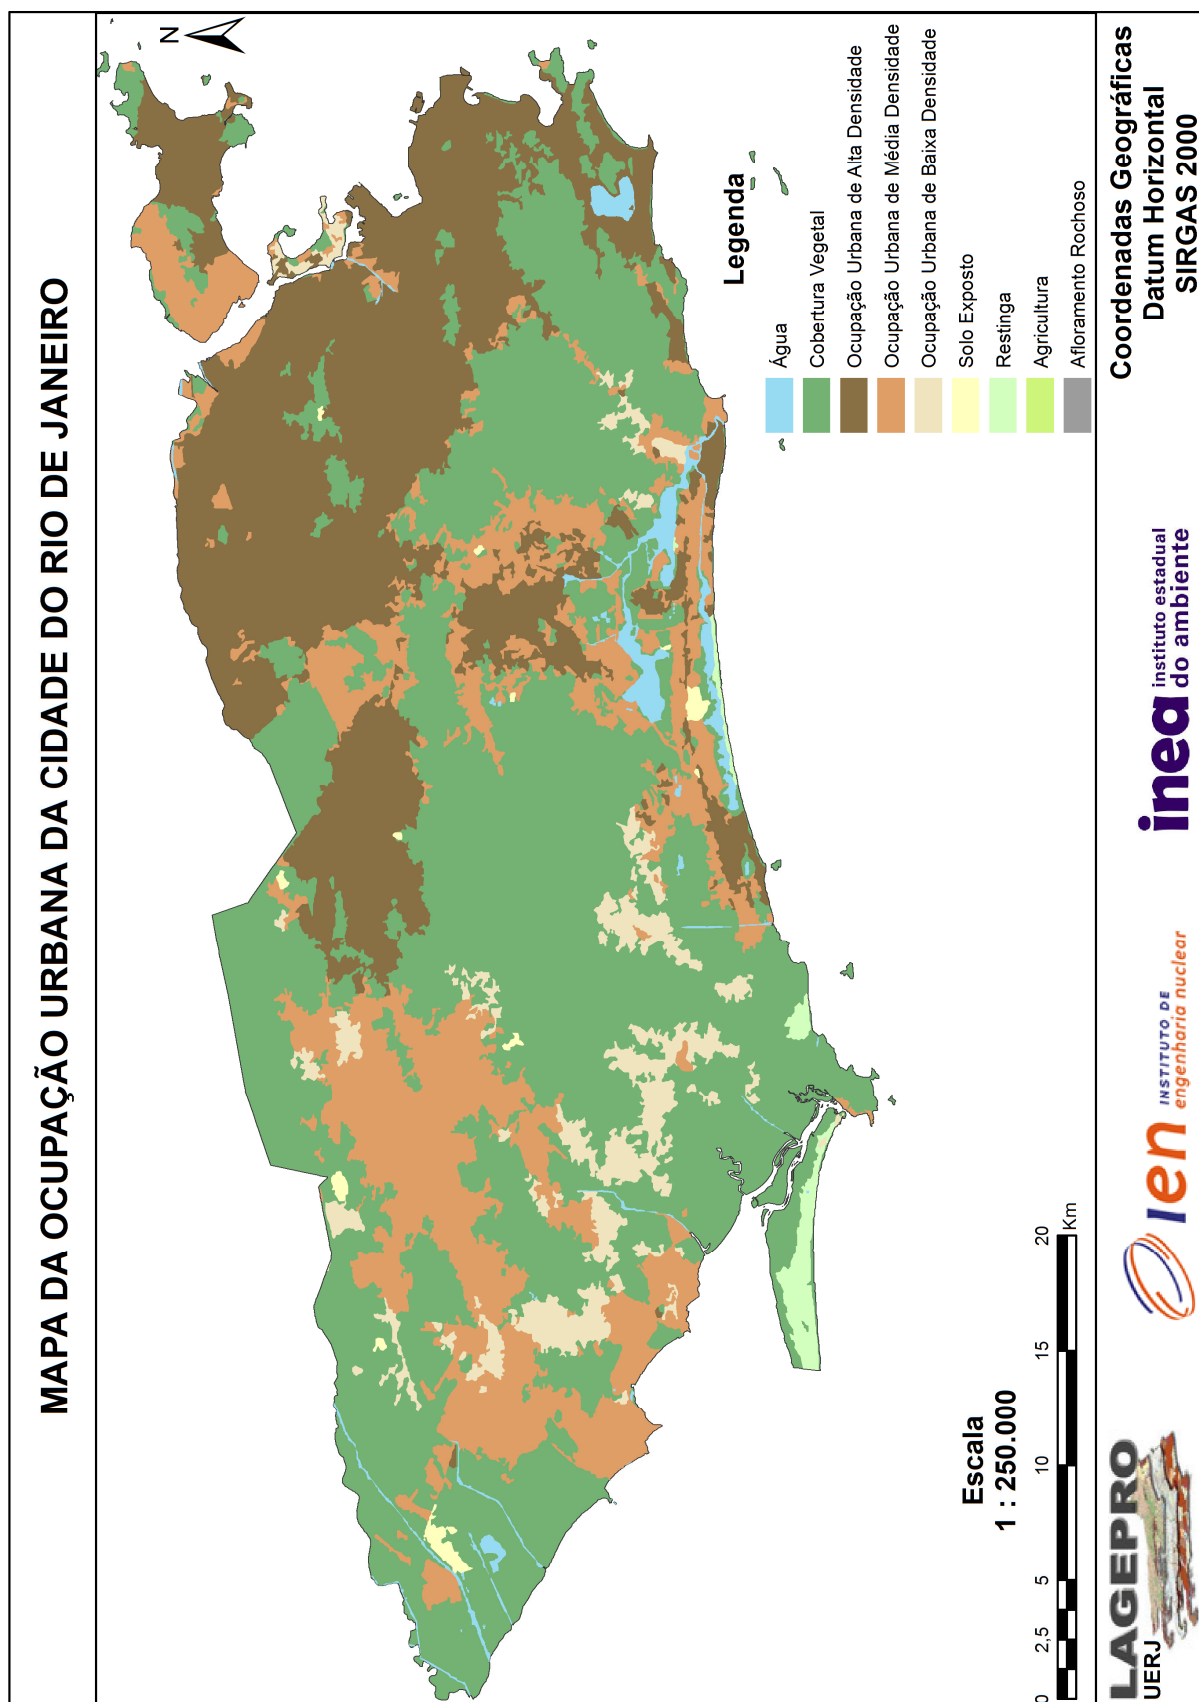 MAPA DA OCUPAÇÃO URBANA DA CIDADE DO RIO DE JANEIRO
N
Legenda
Água
Cobertura Vegetal
Ocupação Urbana de Alta Densidade
Ocupação Urbana de Média Densidade
Ocupação Urbana de Baixa Densidade
Solo Exposto
Restinga
Agricultura
Afloramento Rochoso
Escala
1 : 250.000
0 2,5 5 10 15 20
Km
LAGEPRO
UERJ
ien
INSTITUTO DE
engenharia nuclear
inea
instituto estadual
do ambiente
Coordenadas Geográficas
Datum Horizontal
SIRGAS 2000